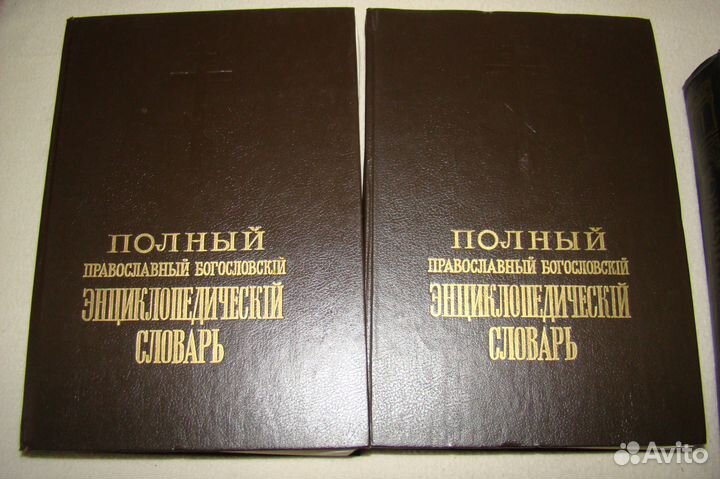 ПОЛНЫЙ
ПРАВОСЛАВНЫЙ БОГОСЛОВСКІЙ
ЭНЦИКЛОПЕДИЧЕСКІЙ
СЛОВАРЬ
ПОЛНЫЙ
ПРАВОСЛАВНЫЙ БОГОСЛОВСКІЙ
ЭНЦИКЛОПЕДИЧЕСКІЙ
СЛОВАРЬ
Avito